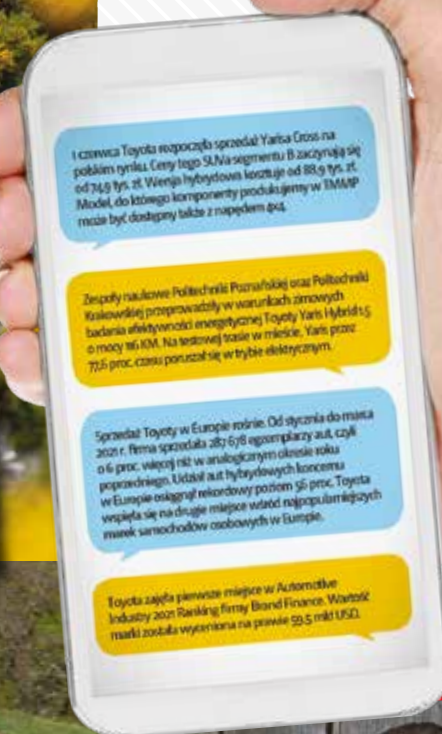 1 czerwca Toyota rozpoczęła sprzedaż Yarisa Cross na
polskim rynku. Ceny tego SUVa segmentu B zaczynają się
od 74,9 tys. zł. Wersja hybrydowa kosztuje od 88,9 tys. zł.
Model, do którego komponenty produkujemy w TMMP
może być dostępny także z napędem 4x4.
Zespoły naukowe Politechniki Poznańskiej oraz Politechniki
Krakowskiej przeprowadziły w warunkach zimowych
badania efektywności energetycznej Toyoty Yaris Hybrid 1.5
o mocy 116 KM. Na testowej trasie w mieście, Yaris przez
77,6 proc. czasu poruszał się w trybie elektrycznym.
Sprzedaż Toyoty w Europie rośnie. Od stycznia do marca
2021 r. firma sprzedała 287 678 egzemplarzy aut, czyli
o 6 proc. więcej niż w analogicznym okresie roku
poprzedniego. Udział aut hybrydowych koncernu
w Europie osiągnął rekordowy poziom 56 proc. Toyota
wspięła się na drugie miejsce wśród najpopularniejszych
marek samochodów osobowych w Europie.
Toyota zajęła pierwsze miejsce w Automotive
Industry 2021 Ranking firmy Brand Finance. Wartość
marki została wyceniona na prawie 59,5 mld USD.